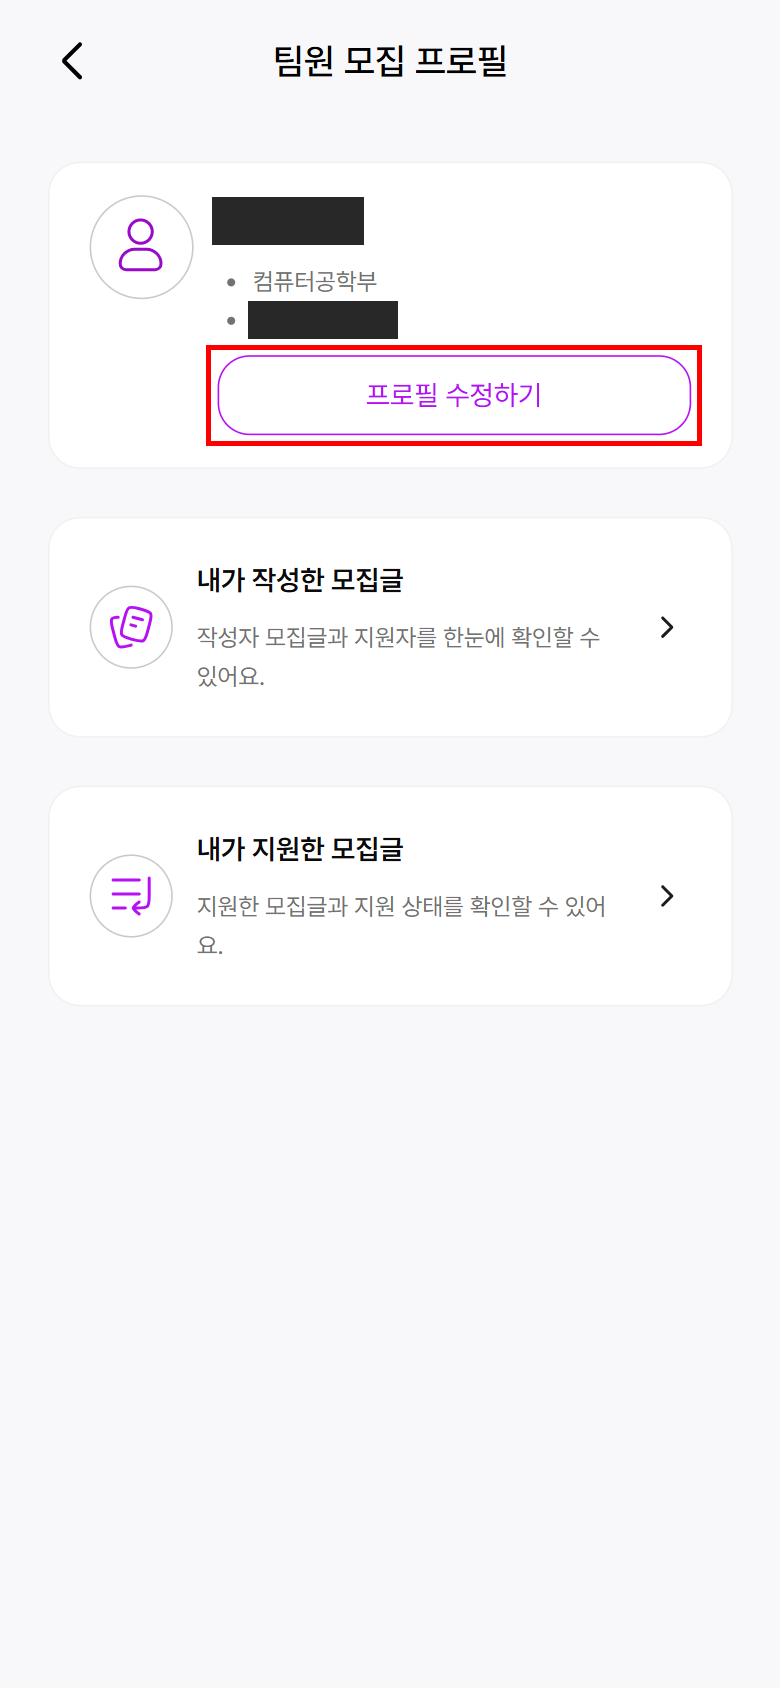 팀원 모집 프로필
컴퓨터공학부
프로필 수정하기
내가 작성한 모집글
작성자 모집글과 지원자를 한눈에 확인할 수
있어요.
내가 지원한 모집글
지원한 모집글과 지원 상태를 확인할 수 있어
요.